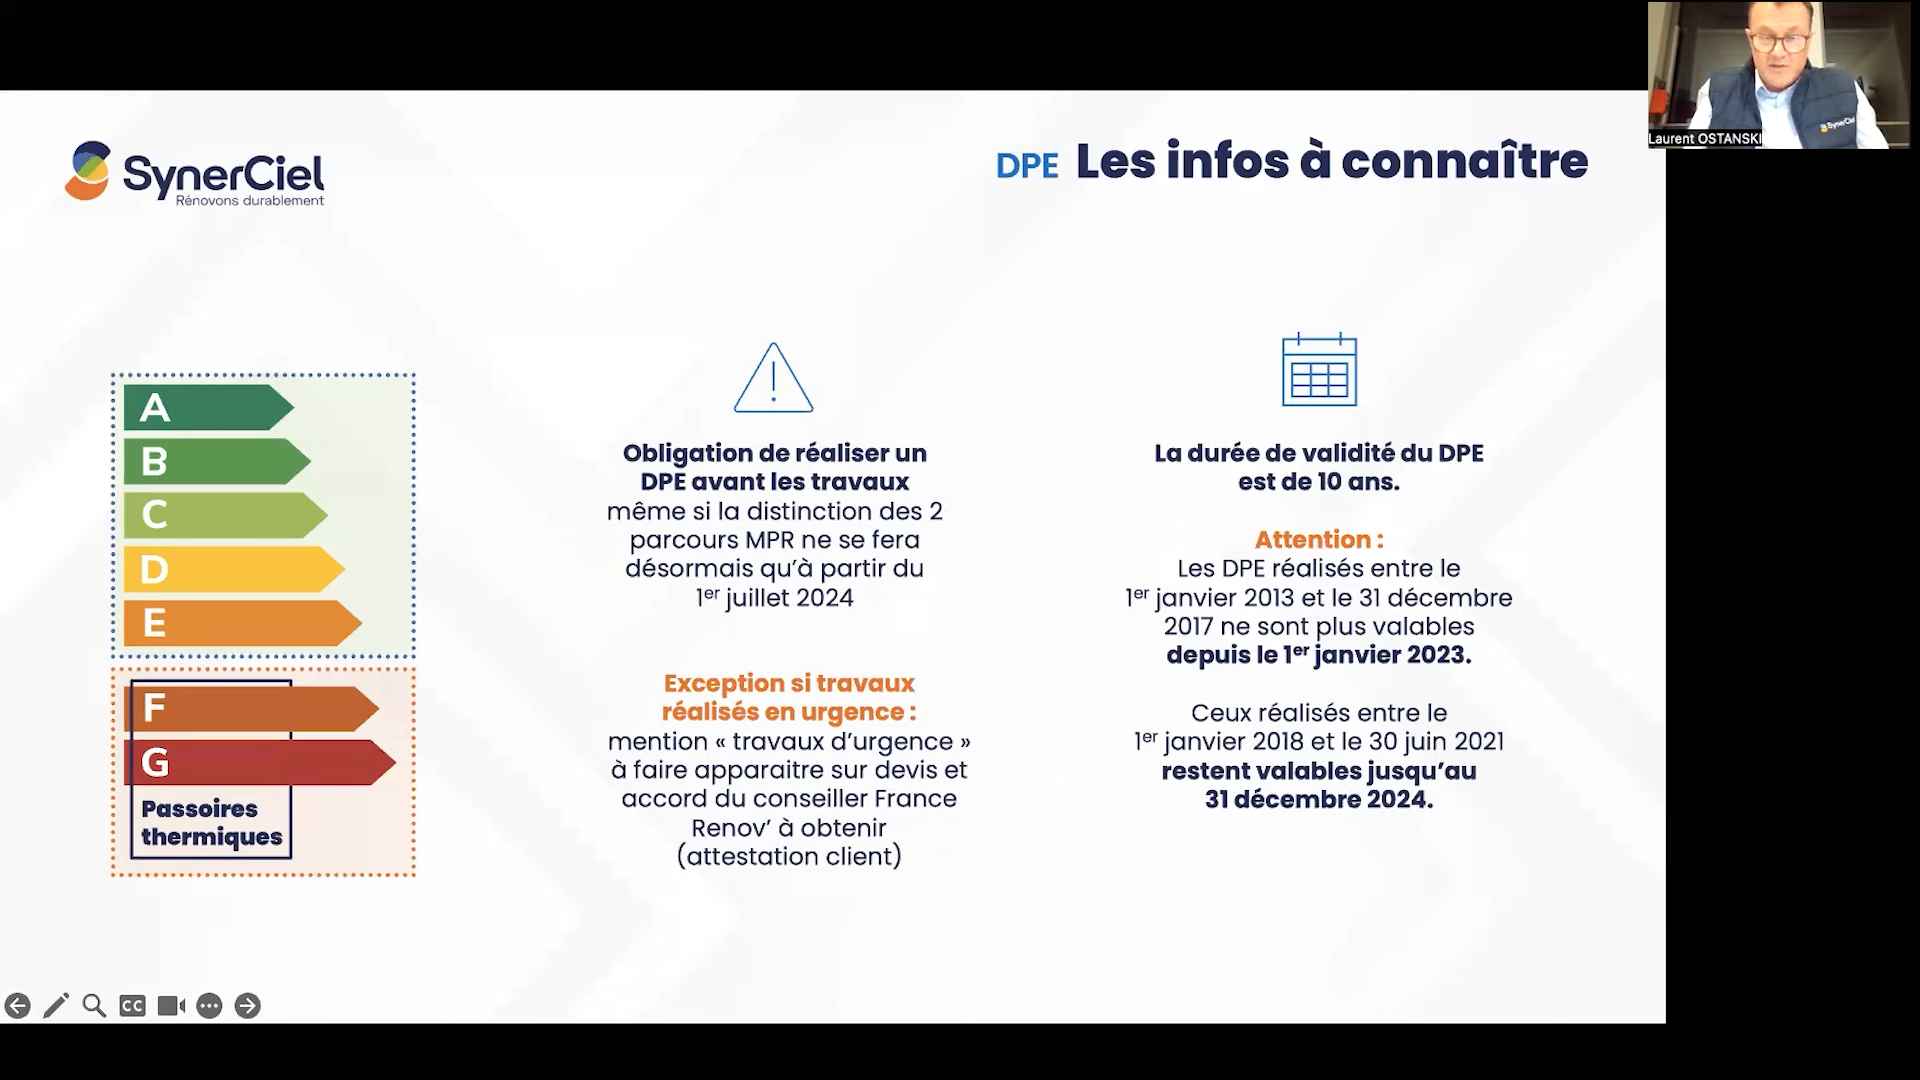 Laurent OSTANSKI
SynerCiel
SynerCiel
Rénovons durablement
DPE Les infos à connaître
A
B
C
D
E
F
G
Passoires
thermiques
Obligation de réaliser un
DPE avant les travaux
même si la distinction des 2
parcours MPR ne se fera
désormais qu’à partir du
1er juillet 2024
Exception si travaux
réalisés en urgence :
mention « travaux d’urgence »
à faire apparaitre sur devis et
accord du conseiller France
Renov’ à obtenir
(attestation client)
La durée de validité du DPE
est de 10 ans.
Attention :
Les DPE réalisés entre le
1er janvier 2013 et le 31 décembre
2017 ne sont plus valables
depuis le 1er janvier 2023.
Ceux réalisés entre le
1er janvier 2018 et le 30 juin 2021
restent valables jusqu’au
31 décembre 2024.
CC